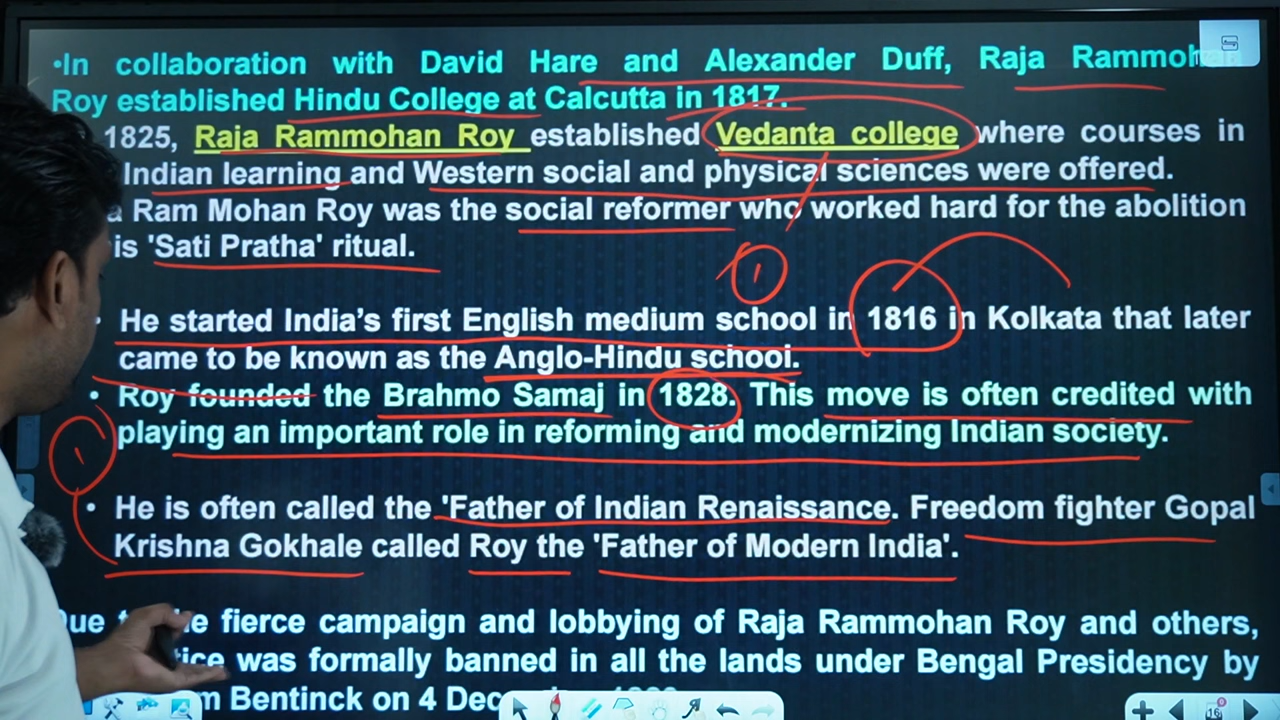 •In collaboration with David Hare and Alexander Duff, Raja
Roy established Hindu College at Calcutta in 1817.
1825, Raja Rammohan Roy established Vedanta college where courses in
Indian learning and Western social and physical sciences were offered.
Ram Mohan Roy was the social reformer who worked hard for the abolition
is 'Sati Pratha' ritual.
1
• He started India's first English medium school in 1816 in Kolkata that later
came to be known as the Anglo-Hindu school.
• Roy founded the Brahmo Samaj in 1828. This move is often credited with
playing an important role in reforming and modernizing Indian society.
• He is often called the 'Father of Indian Renaissance. Freedom fighter Gopal
Krishna Gokhale called Roy the 'Father of Modern India'.
fierce campaign and lobbying of Raja Rammohan Roy and others,
was formally banned in all the lands under Bengal Presidency by
Bentinck on 4
16